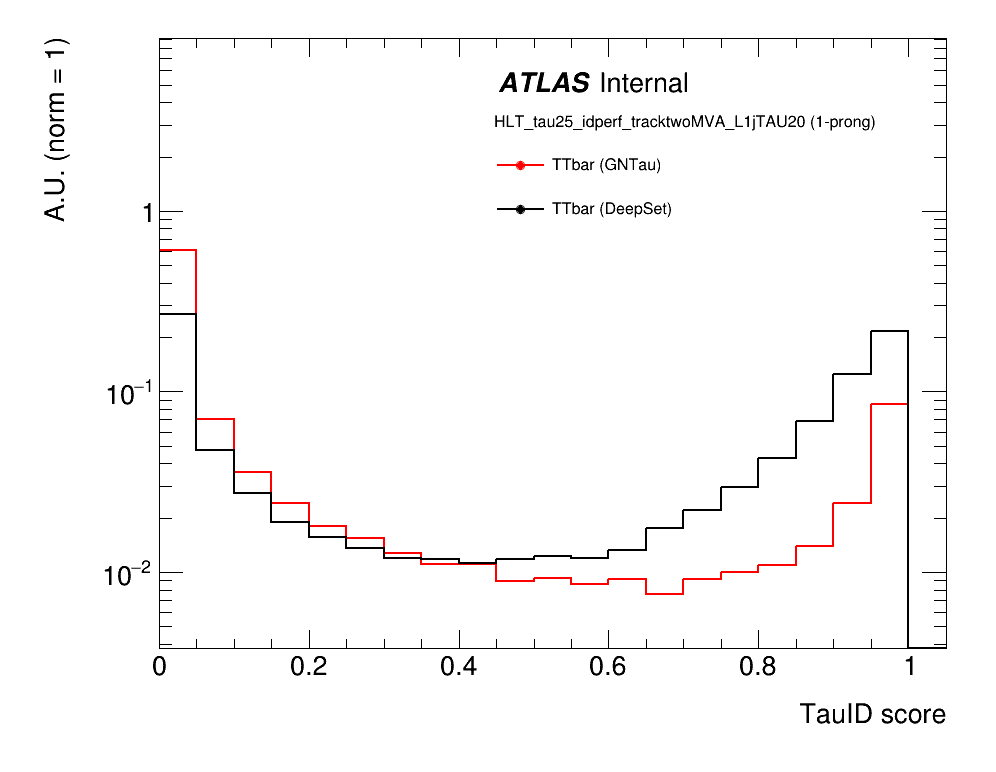 A.U. (norm = 1)
ATLAS Internal
HLT_tau25_idperf_tracktwoMVA_L1jTAU20 (1-prong)
TTbar (GNTau)
TTbar (DeepSet)
1
10−1
10−2
0 0.2 0.4 0.6 0.8 1
TauID score